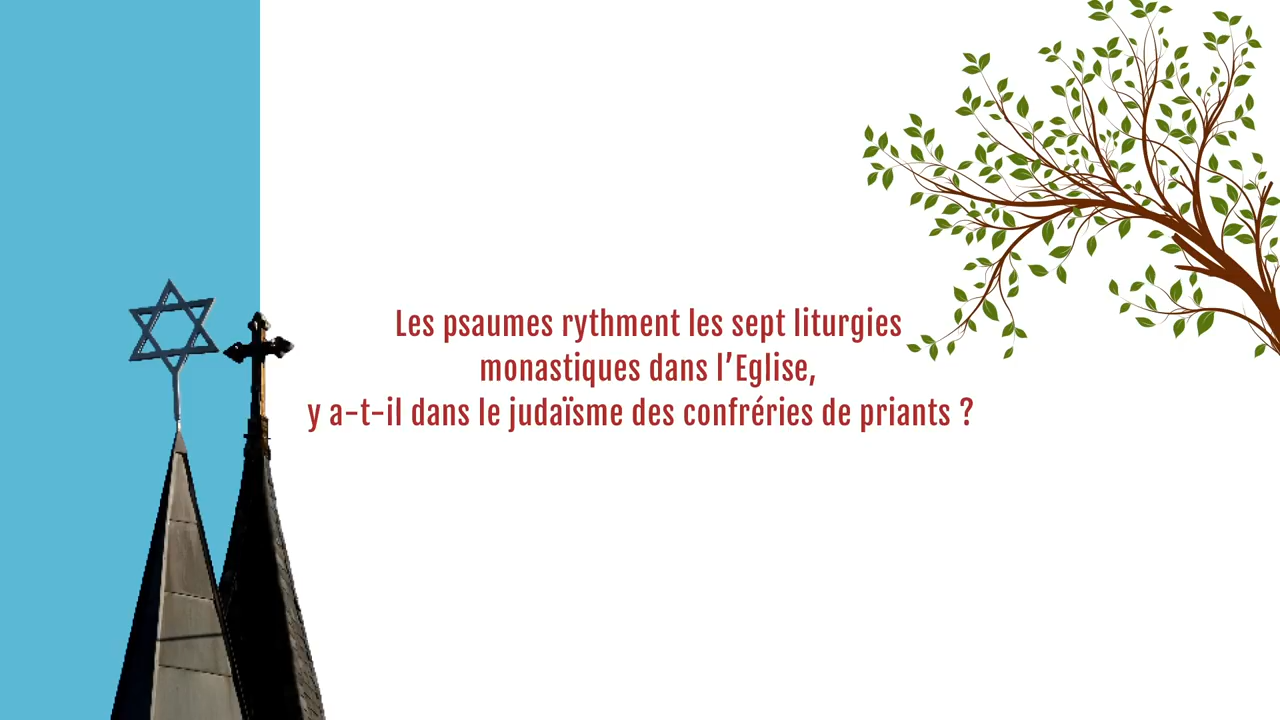 Les psaumes rythment les sept liturgies
monastiques dans l’Eglise,
y a-t-il dans le judaïsme des confréries de priants ?